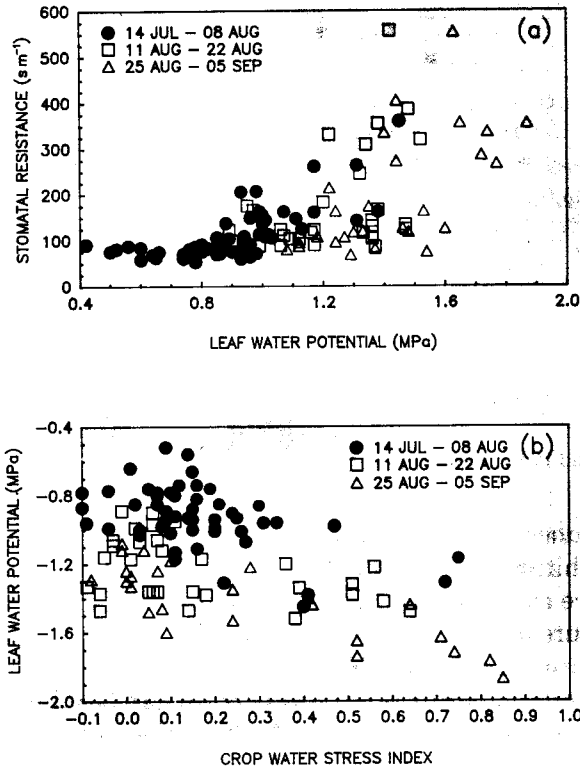 (a)
14 JUL – 08 AUG
11 AUG – 22 AUG
25 AUG – 05 SEP
STOMATAL RESISTANCE (s m⁻¹)
600
500
400
300
200
100
0
0.4 0.8 1.2 1.6 2.0
LEAF WATER POTENTIAL (MPa)
(b)
14 JUL – 08 AUG
11 AUG – 22 AUG
25 AUG – 05 SEP
LEAF WATER POTENTIAL.(MPa)
-0.4
-0.8
-1.2
-1.6
-2.0
-0.1 0.0 0.1 0.2 0.3 0.4 0.5 0.6 0.7 0.8 0.9 1.0
CROP WATER STRESS INDEX